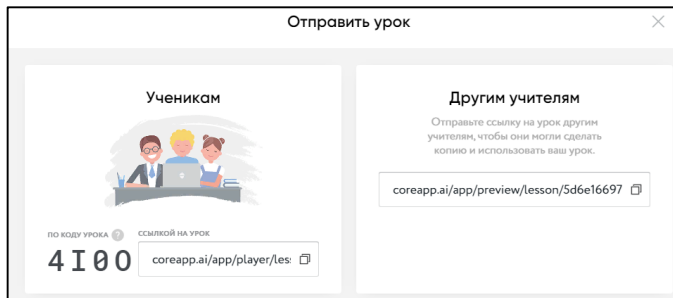 Отправить урок
Ученикам
ПО КОДУ УРОКА ?
ССЫЛКОЙ НА УРОК
4I0O
coreapp.ai/app/player/les
Другим учителям
Отправьте ссылку на урок другим
учителям, чтобы они могли сделать
копию и использовать ваш урок.
coreapp.ai/app/preview/lesson/5d6e16697